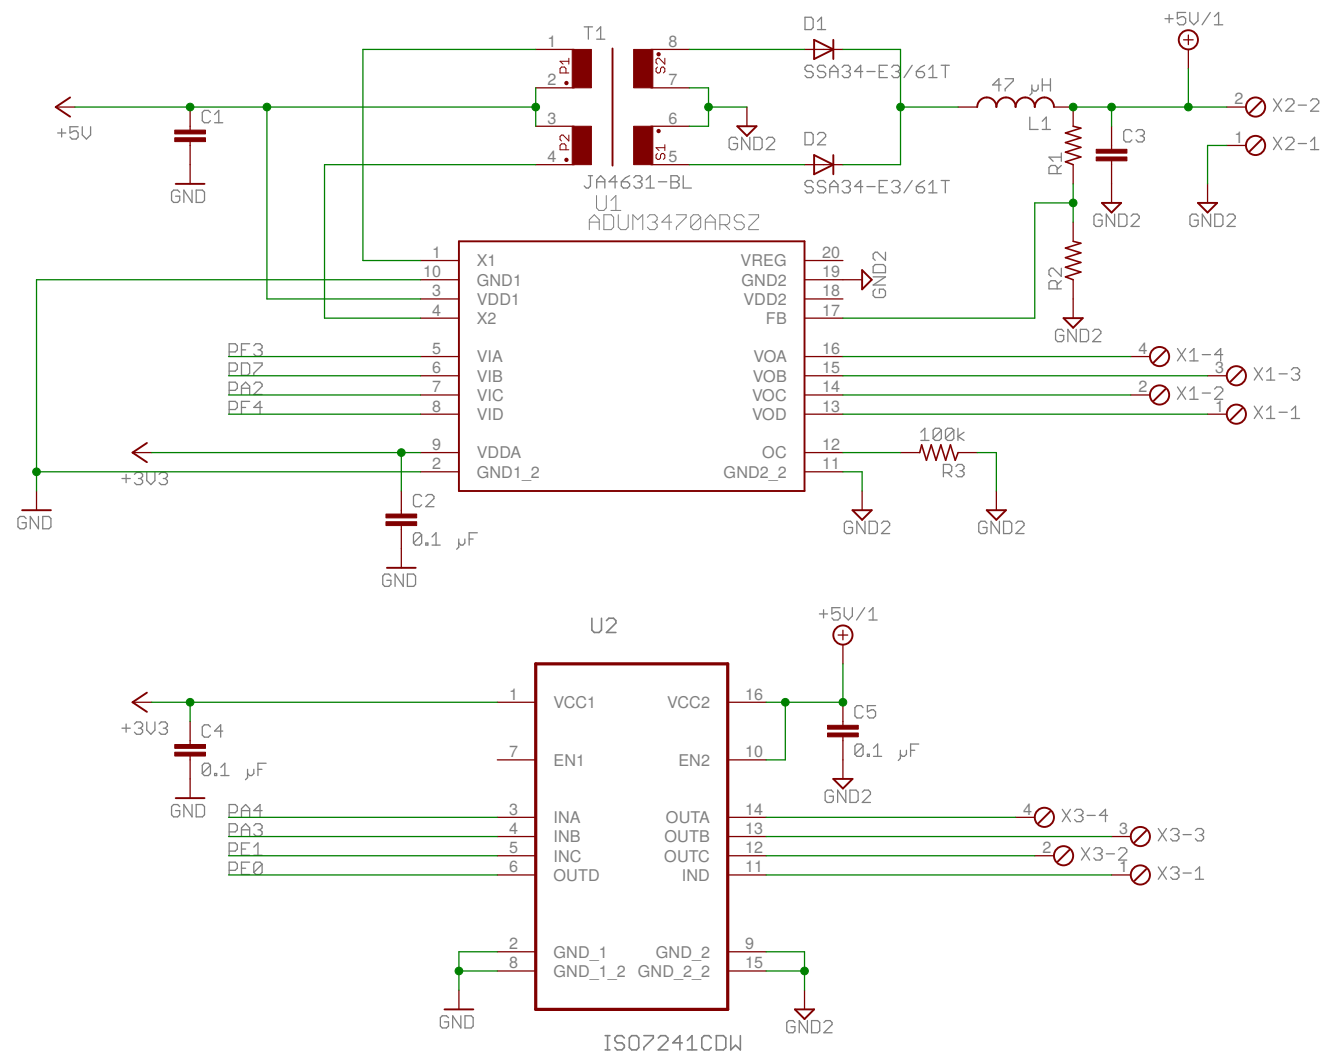 +5V/1
T1
D1
1
8
P1
S2
SSA34-E3/61T
2
7
47 µH
+5V
C1
2
X2-2
L1
C3
3
6
GND2
D2
1
X2-1
P2
S1
R1
4
5
GND
JA4631-BL
SSA34-E3/61T
U1
GND2
GND2
ADUM3470ARSZ
1
X1
VREG
20
10
GND1
GND2
19
GND2
R2
3
VDD1
VDD2
18
4
X2
FB
17
GND2
PF3
5
VIA
VOA
16
4
X1-4
PD7
6
VIB
VOB
15
3
X1-3
PA2
7
VIC
VOC
14
2
X1-2
PF4
8
VID
VOD
13
1
X1-1
100k
9
VDDA
OC
12
R3
+3V3
2
GND1_2
GND2_2
11
C2
GND
GND2
GND2
0.1 µF
GND
+5V/1
U2
1
VCC1
VCC2
16
+3V3
C4
C5
7
EN1
EN2
10
0.1 µF
0.1 µF
GND
GND2
PA4
3
INA
OUTA
14
4
X3-4
PA3
4
INB
OUTB
13
3
X3-3
PE1
5
INC
OUTC
12
2
X3-2
PE0
6
OUTD
IND
11
1
X3-1
2
GND_1
GND_2
9
8
GND_1_2
GND_2_2
15
GND
GND2
ISO7241CDW